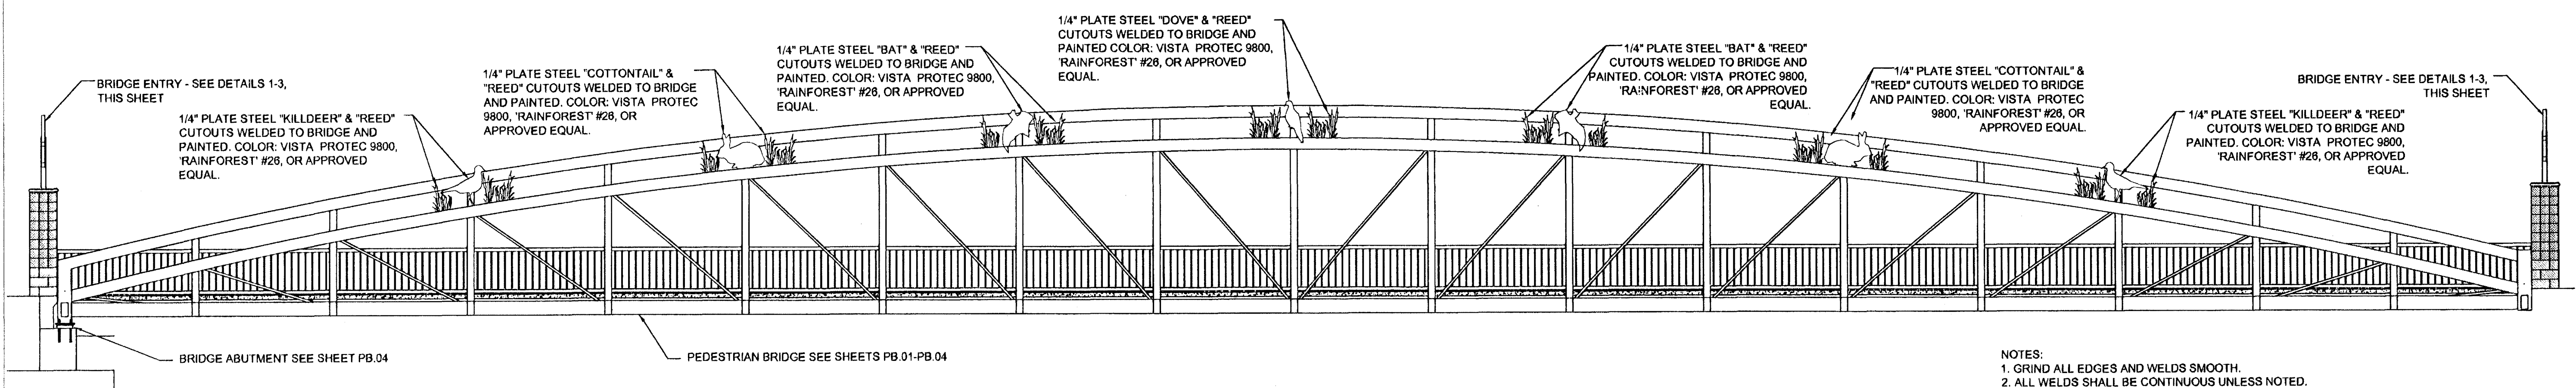 BRIDGE ENTRY - SEE DETAILS 1-3,
THIS SHEET
1/4" PLATE STEEL "KILLDEER" & "REED"
CUTOUTS WELDED TO BRIDGE AND
PAINTED. COLOR: VISTA PROTEC 9800,
'RAINFOREST' #26, OR APPROVED
EQUAL.
1/4" PLATE STEEL "COTTONTAIL" &
"REED" CUTOUTS WELDED TO BRIDGE
AND PAINTED. COLOR: VISTA PROTEC
9800, 'RAINFOREST' #26, OR
APPROVED EQUAL.
1/4" PLATE STEEL "BAT" & "REED"
CUTOUTS WELDED TO BRIDGE AND
PAINTED. COLOR: VISTA PROTEC 9800,
'RAINFOREST' #26, OR APPROVED
EQUAL.
1/4" PLATE STEEL "DOVE" & "REED"
CUTOUTS WELDED TO BRIDGE AND
PAINTED COLOR: VISTA PROTEC 9800,
'RAINFOREST' #26, OR APPROVED
EQUAL.
1/4" PLATE STEEL "BAT" & "REED"
CUTOUTS WELDED TO BRIDGE AND
PAINTED. COLOR: VISTA PROTEC 9800,
'RAINFOREST' #26, OR APPROVED
EQUAL.
1/4" PLATE STEEL "COTTONTAIL" &
"REED" CUTOUTS WELDED TO BRIDGE
AND PAINTED. COLOR: VISTA PROTEC
9800, 'RAINFOREST' #26, OR
APPROVED EQUAL.
1/4" PLATE STEEL "KILLDEER" & "REED"
CUTOUTS WELDED TO BRIDGE AND
PAINTED. COLOR: VISTA PROTEC 9800,
'RAINFOREST' #26, OR APPROVED
EQUAL.
BRIDGE ENTRY - SEE DETAILS 1-3,
THIS SHEET
BRIDGE ABUTMENT SEE SHEET PB.04
PEDESTRIAN BRIDGE SEE SHEETS PB.01-PB.04
NOTES:
1. GRIND ALL EDGES AND WELDS SMOOTH.
2. ALL WELDS SHALL BE CONTINUOUS UNLESS NOTED.